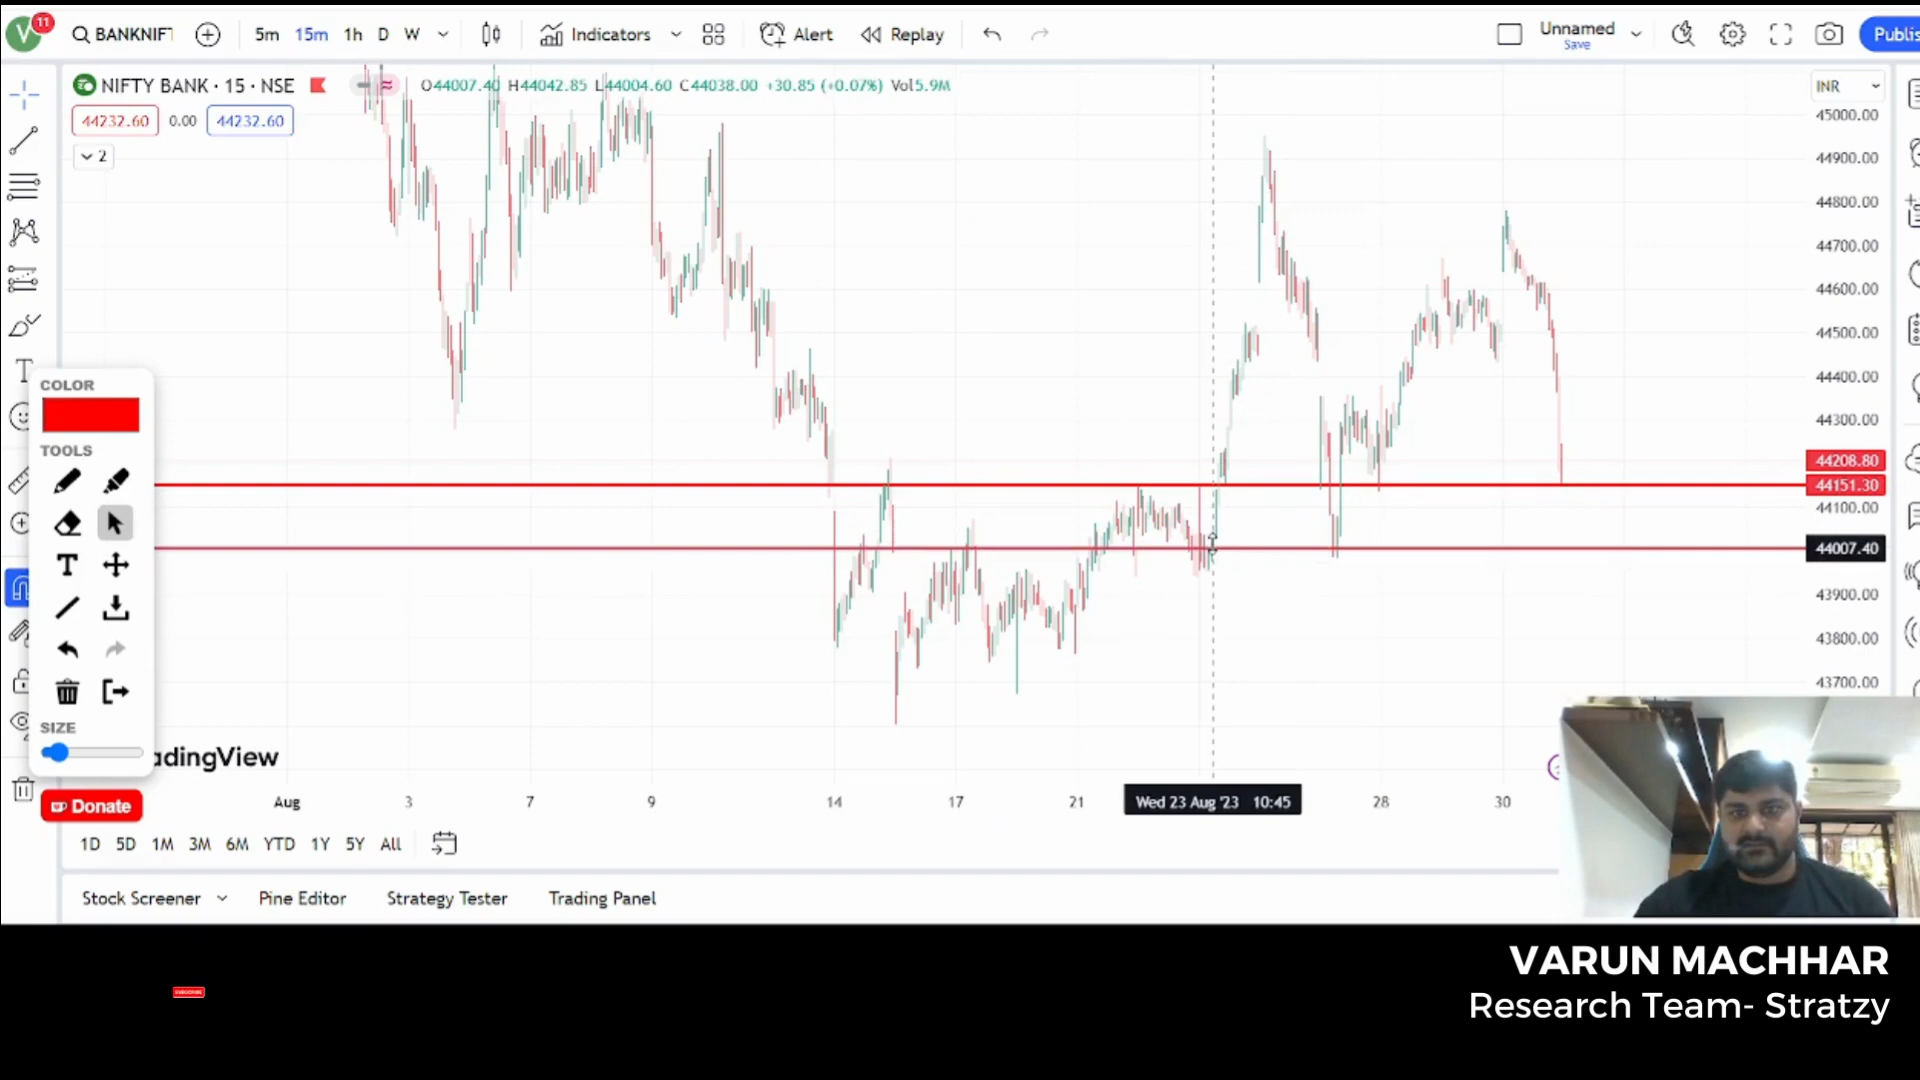 V 11 BANKNIF 5m 15m 1h D W Indicators Alert Replay Unnamed Save Publis
NIFTY BANK · 15 · NSE O44007.40 H44042.85 L44004.60 C44038.00 +30.85 (+0.07%) Vol5.9M INR
44232.60 0.00 44232.60
2
45000.00
44900.00
44800.00
44700.00
44600.00
44500.00
44400.00
44300.00
44208.80
44151.30
44100.00
44007.40
43900.00
43800.00
43700.00
COLOR
TOOLS
SIZE
Donate
adingView
Aug 3 7 9 14 17 21 Wed 23 Aug '23 10:45 28 30
1D 5D 1M 3M 6M YTD 1Y 5Y All
Stock Screener Pine Editor Strategy Tester Trading Panel
VARUN MACHHAR
Research Team- Stratzy
SUBSCRIBE